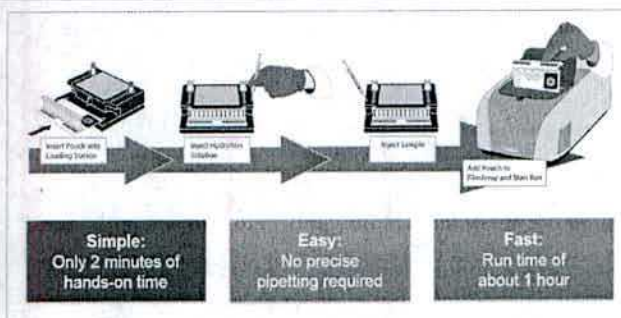 Insert Pouch into
Loading Station
Inject Hydration
Solution
Inject Sample
Add Pouch to
FilmArray and Start Run
Simple:
Only 2 minutes of
hands-on time
Easy:
No precise
pipetting required
Fast:
Run time of
about 1 hour